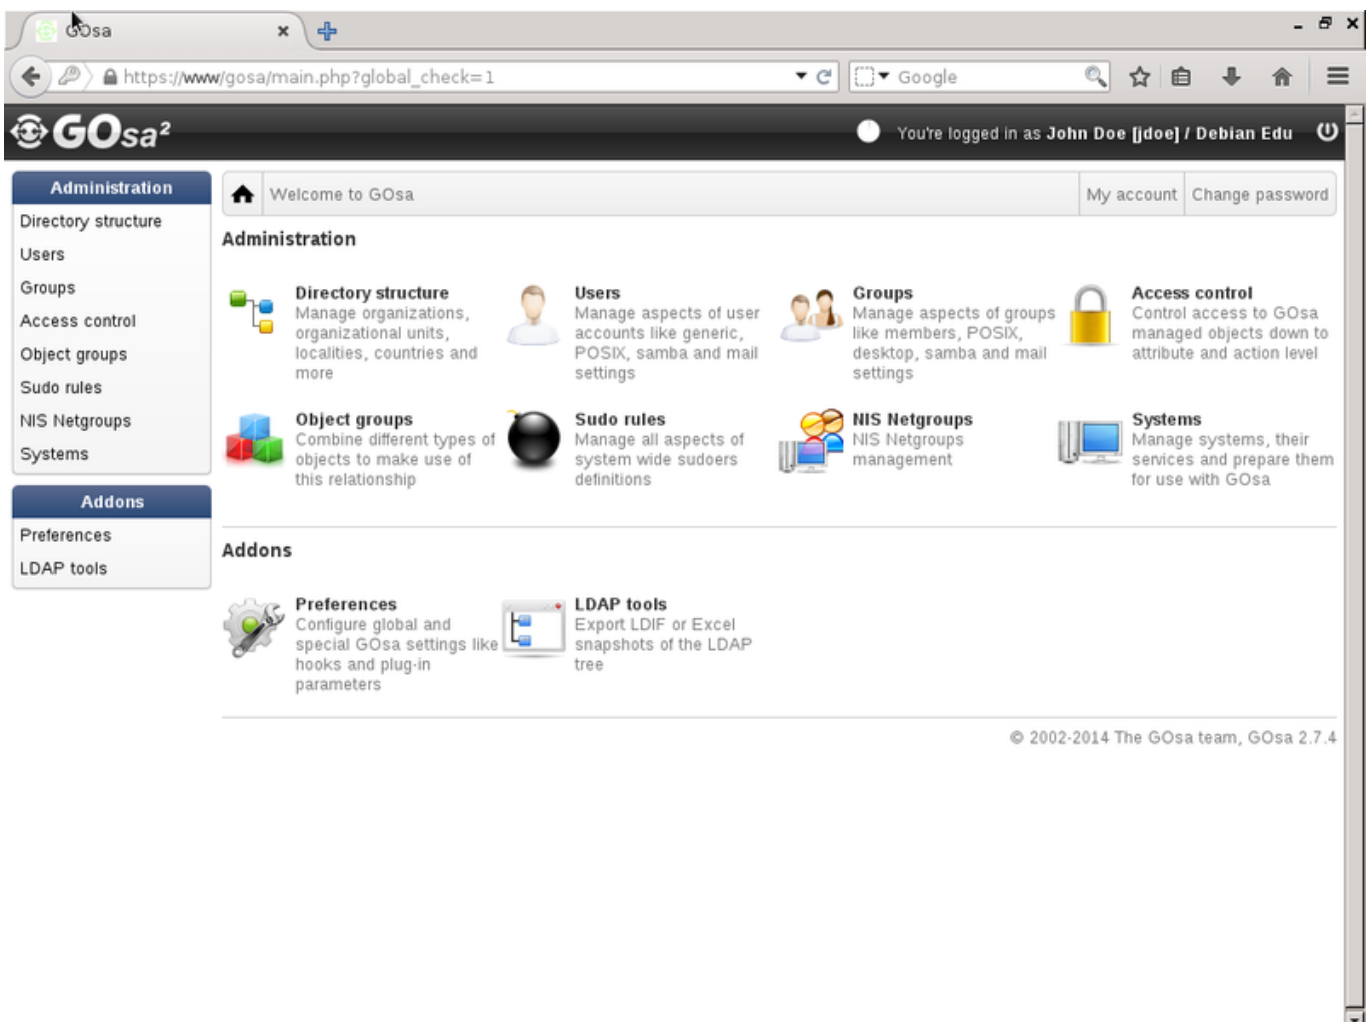 GOsa
https://www/gosa/main.php?global_check=1
Google
GOsa²
You're logged in as John Doe [jdoe] / Debian Edu
Administration
Directory structure
Users
Groups
Access control
Object groups
Sudo rules
NIS Netgroups
Systems
Addons
Preferences
LDAP tools
Welcome to GOsa
My account
Change password
Administration
Directory structure
Manage organizations,
organizational units,
localities, countries and
more
Users
Manage aspects of user
accounts like generic,
POSIX, samba and mail
settings
Groups
Manage aspects of groups
like members, POSIX,
desktop, samba and mail
settings
Access control
Control access to GOsa
managed objects down to
attribute and action level
Object groups
Combine different types of
objects to make use of
this relationship
Sudo rules
Manage all aspects of
system wide sudoers
definitions
NIS Netgroups
NIS Netgroups
management
Systems
Manage systems, their
services and prepare them
for use with GOsa
Addons
Preferences
Configure global and
special GOsa settings like
hooks and plug-in
parameters
LDAP tools
Export LDIF or Excel
snapshots of the LDAP
tree
© 2002-2014 The GOsa team, GOsa 2.7.4